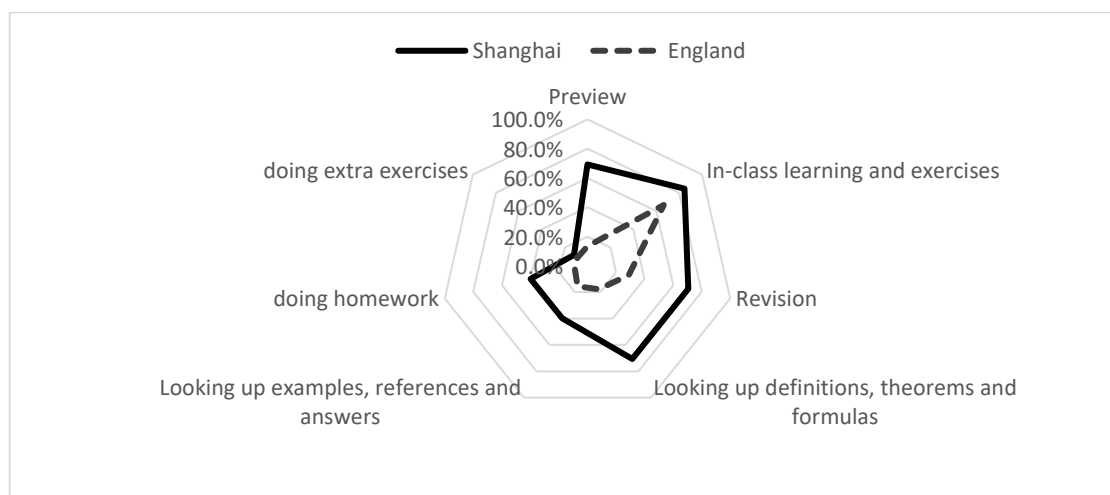 Shanghai England
Preview
100.0%
80.0%
60.0%
40.0%
20.0%
0.0%
In-class learning and exercises
Revision
Looking up definitions, theorems and
formulas
Looking up examples, references and
answers
doing homework
doing extra exercises